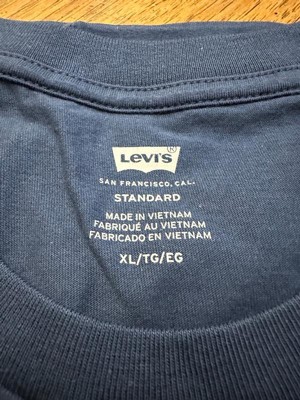 Levi's®
SAN FRANCISCO, CAL.
STANDARD
MADE IN VIETNAM
FABRIQUÉ AU VIETNAM
FABRICADO EN VIETNAM
XL/TG/EG